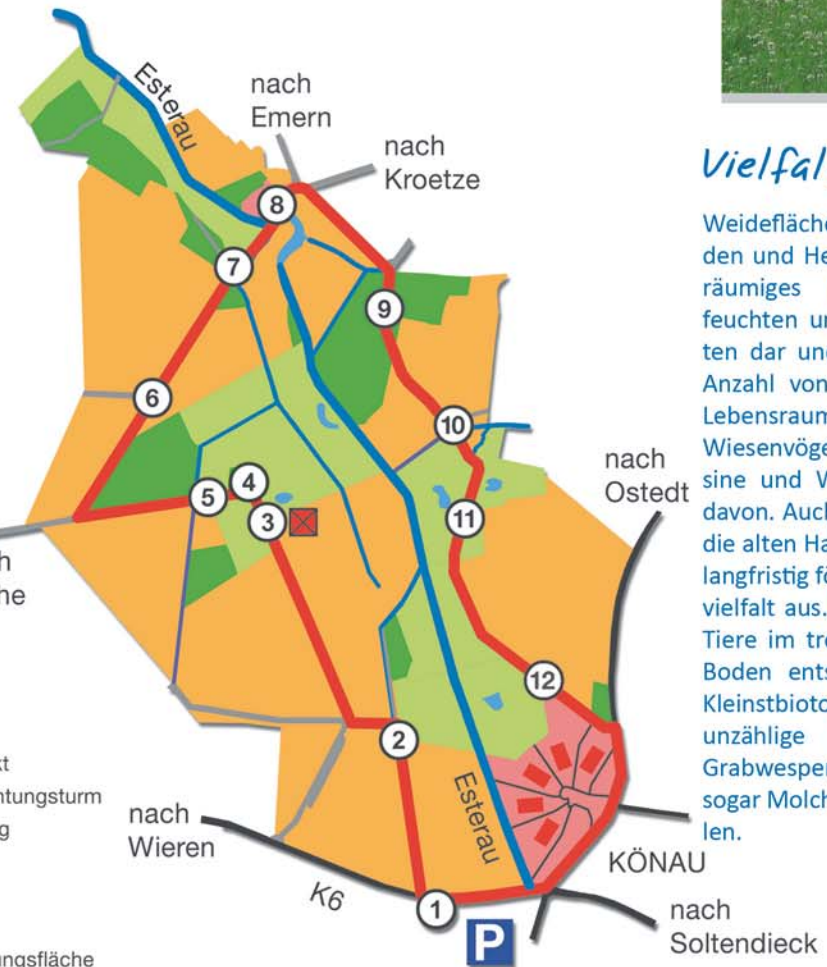 Esterau
nach
Emern
nach
Kroetze
8
7
9
6
10
nach
Ostedt
4
5
3
11
12
2
nach
Wieren
K6
Esterau
KÖNAU
1
P
nach
Soltendieck
Weidefläche
den und He
räumiges
feuchten
ten dar und
Anzahl von
Lebensraum
Wiesenvöge
sine und W
davon. Auch
die alten Ha
langfristig fö
vielfalt aus.
Tiere im tro
Boden ents
Kleinstbioto
unzählige
Grabwespen
sogar Molch
len.